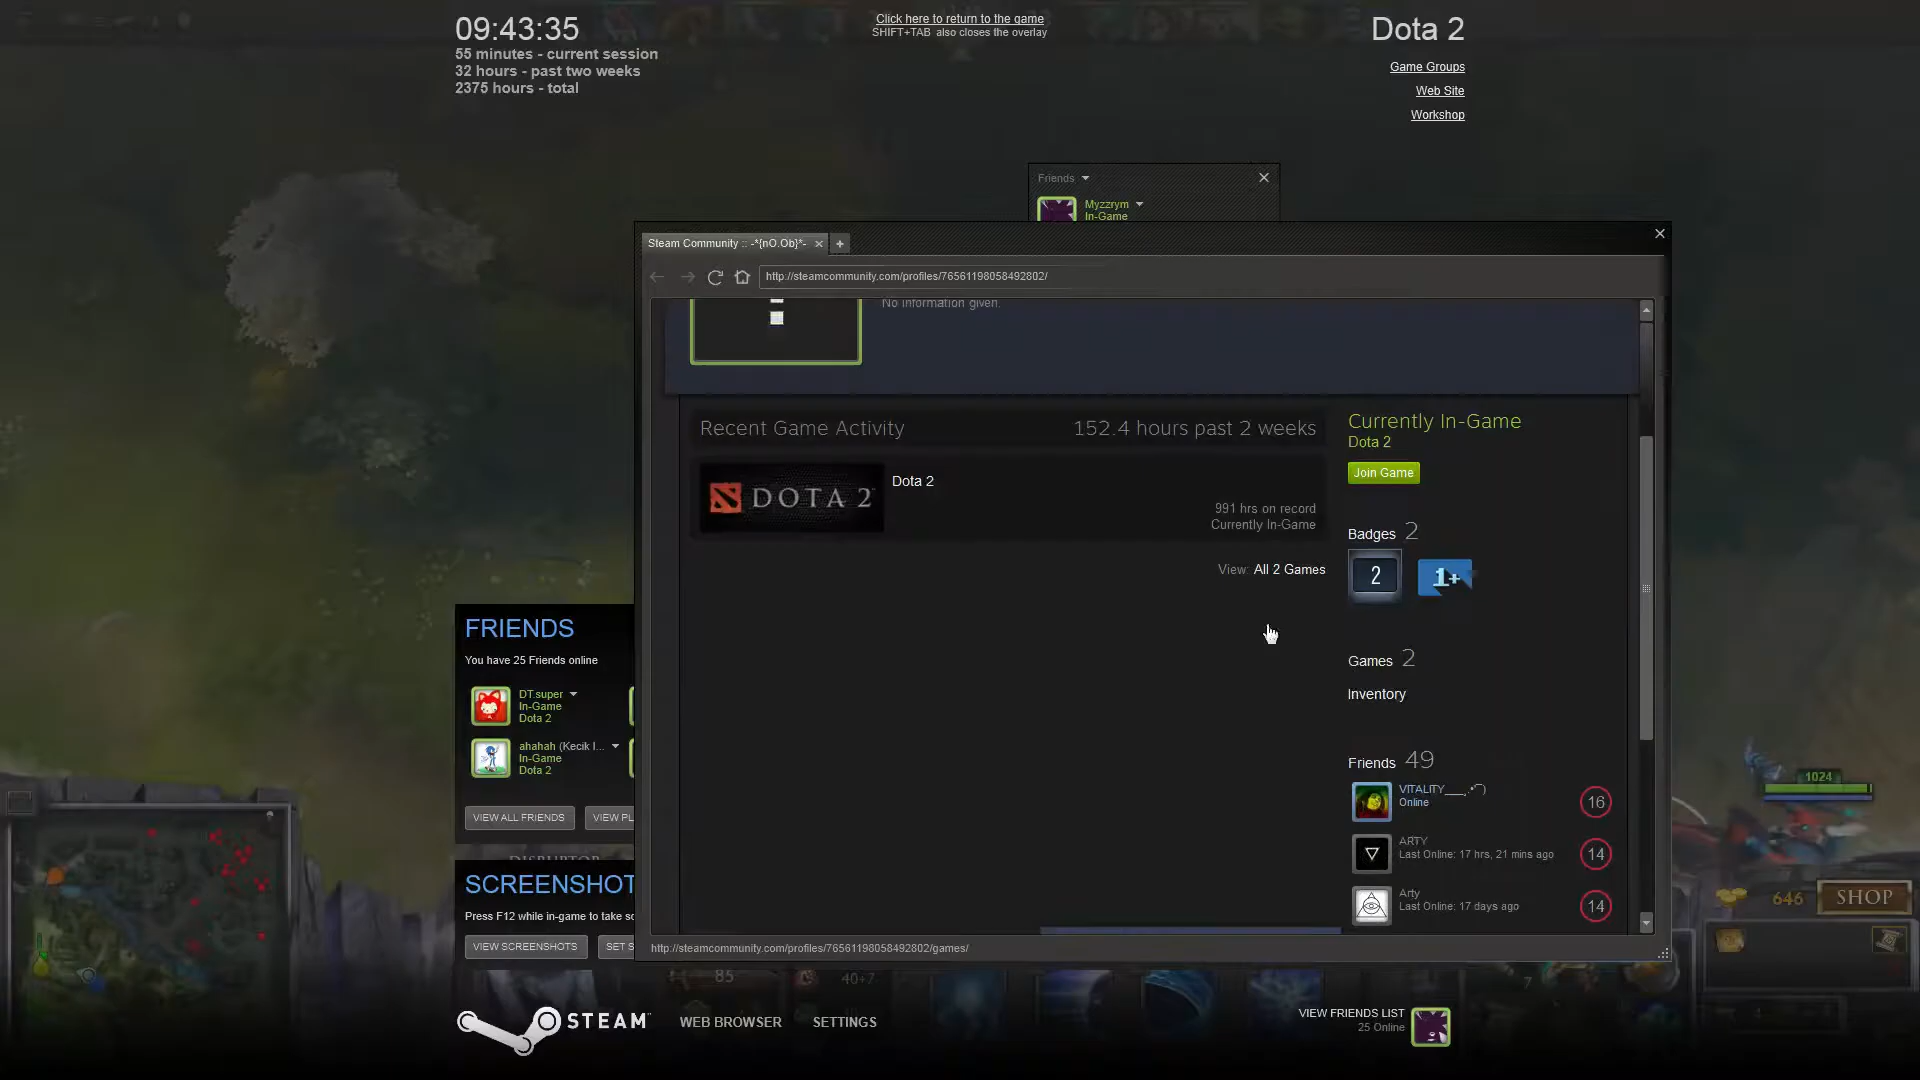 09:43:35
55 minutes - current session
32 hours - past two weeks
2375 hours - total
Click here to return to the game
SHIFT+TAB also closes the overlay
Dota 2
Game Groups
Web Site
Workshop
Friends
Myzzrym
In-Game
Steam Community :: -*{nO.Ob}*-
http://steamcommunity.com/profiles/76561198058492802/
No information given.
Recent Game Activity
152.4 hours past 2 weeks
DOTA 2
Dota 2
991 hrs on record
Currently In-Game
View: All 2 Games
Currently In-Game
Dota 2
Join Game
Badges 2
2
1+
Games 2
Inventory
Friends 49
VITALITY
Online
16
ARTY
Last Online: 17 hrs, 21 mins ago
14
Arty
Last Online: 17 days ago
14
http://steamcommunity.com/profiles/76561198058492802/games/
FRIENDS
You have 25 Friends online
DT.super
In-Game
Dota 2
ahahah (Kecik I...
In-Game
Dota 2
VIEW ALL FRIENDS
VIEW PL
DISRUPTOR
SCREENSHOT
Press F12 while in-game to take sc
VIEW SCREENSHOTS
SET S
1024
646
SHOP
85
40+7
7
STEAM
WEB BROWSER
SETTINGS
VIEW FRIENDS LIST
25 Online